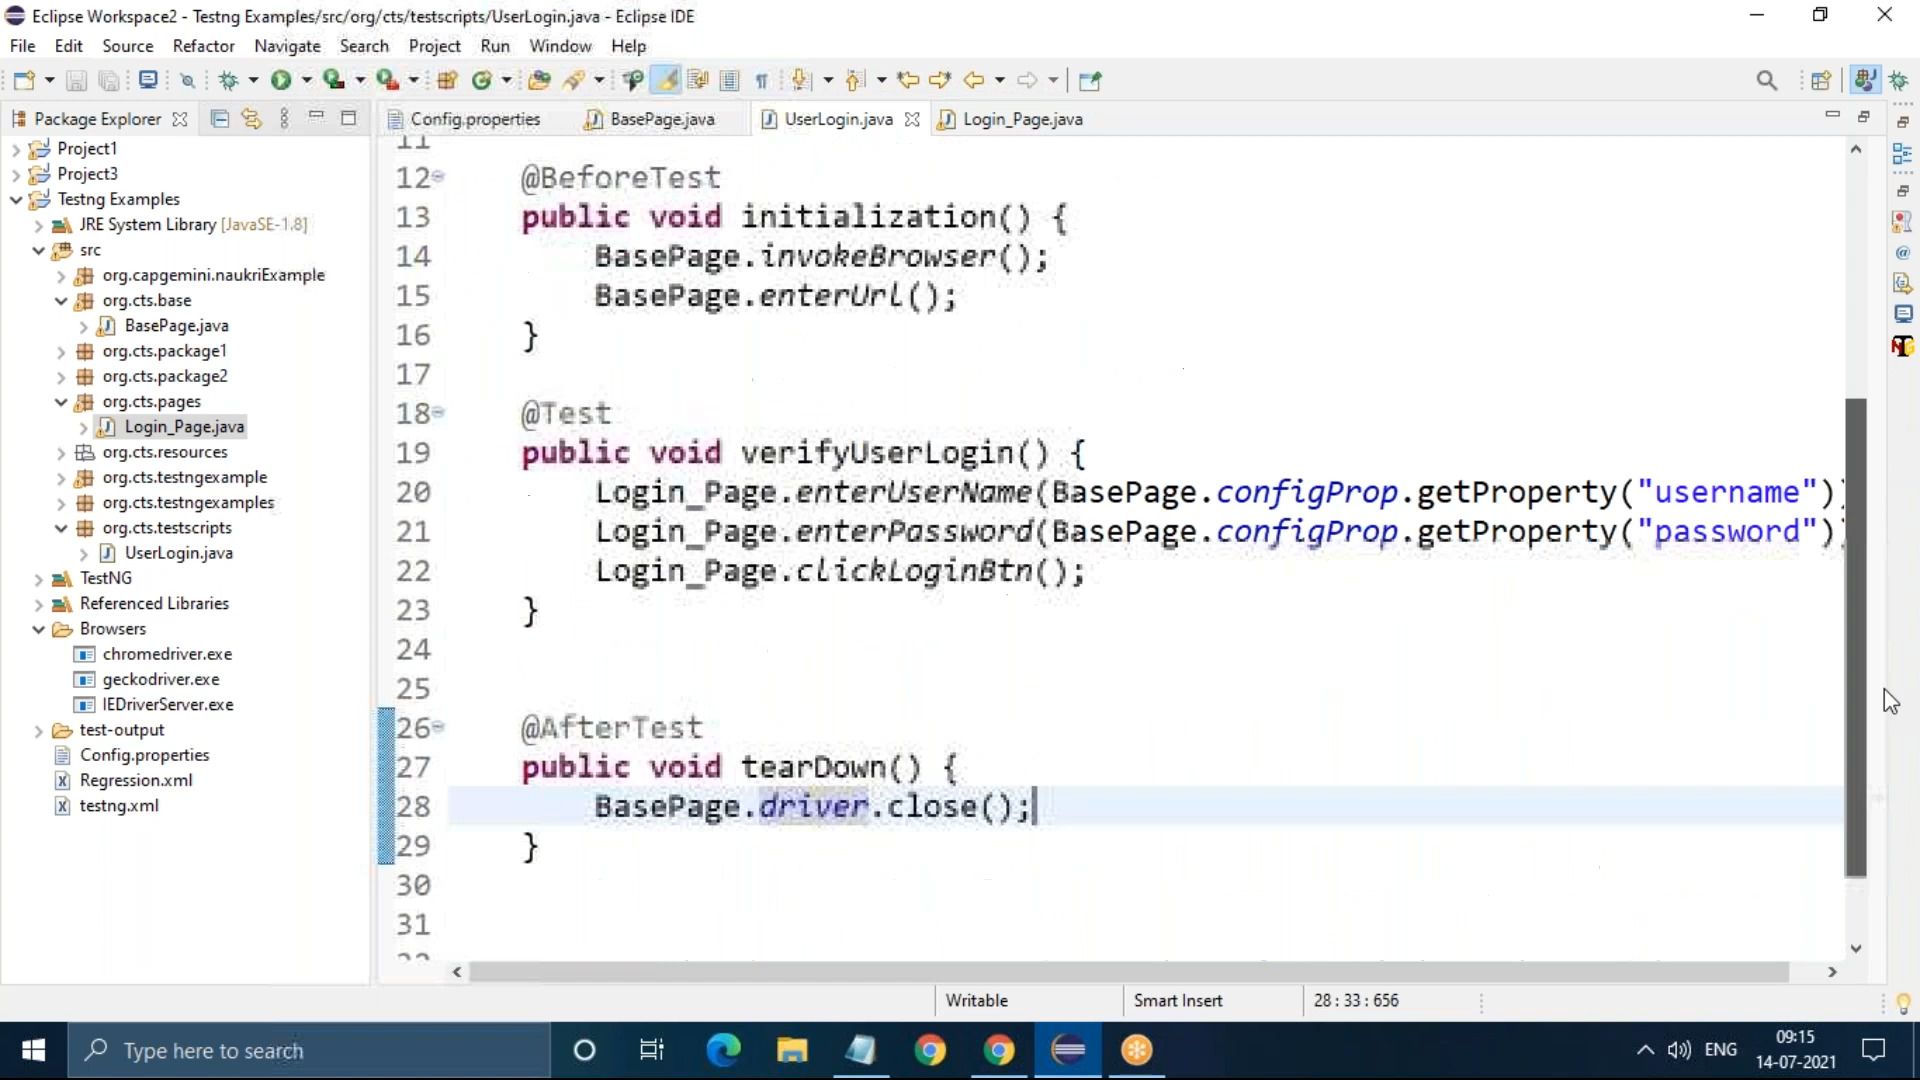 Eclipse Workspace2 - Testng Examples/src/org/cts/testscripts/UserLogin.java - Eclipse IDE
File Edit Source Refactor Navigate Search Project Run Window Help
Package Explorer
Config.properties BasePage.java UserLogin.java Login_Page.java
Project1
Project3
Testng Examples
JRE System Library [JavaSE-1.8]
src
org.capgemini.naukriExample
org.cts.base
BasePage.java
org.cts.package1
org.cts.package2
org.cts.pages
Login_Page.java
org.cts.resources
org.cts.testngexample
org.cts.testngexamples
org.cts.testscripts
UserLogin.java
TestNG
Referenced Libraries
Browsers
chromedriver.exe
geckodriver.exe
IEDriverServer.exe
test-output
Config.properties
Regression.xml
testng.xml
11
12 @BeforeTest
13 public void initialization() {
14 BasePage.invokeBrowser();
15 BasePage.enterUrl();
16 }
17
18 @Test
19 public void verifyUserLogin() {
20 Login_Page.enterUserName(BasePage.configProp.getProperty("username")
21 Login_Page.enterPassword(BasePage.configProp.getProperty("password")
22 Login_Page.clickLoginBtn();
23 }
24
25
26 @AfterTest
27 public void tearDown() {
28 BasePage.driver.close();
29 }
30
31
Writable Smart Insert 28 : 33 : 656
Type here to search
ENG
09:15
14-07-2021